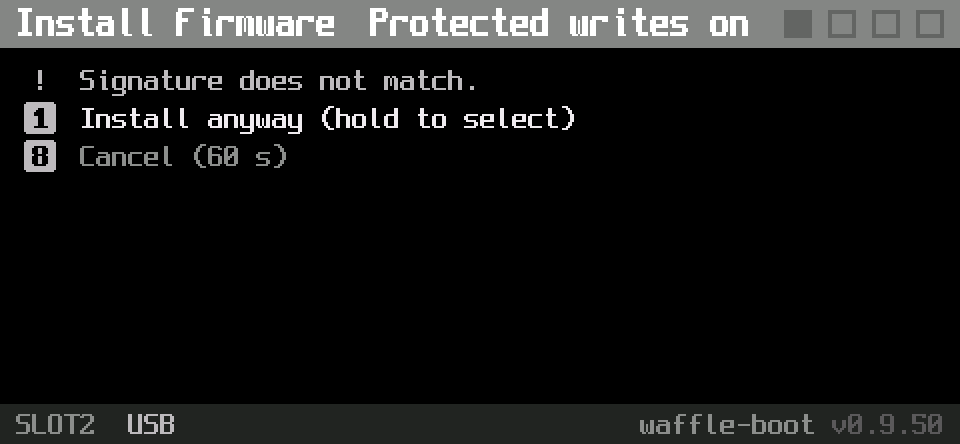 Install Firmware Protected writes on
! Signature does not match.
1 Install anyway (hold to select)
8 Cancel (60 s)
SLOT2 USB waffle-boot v0.9.50